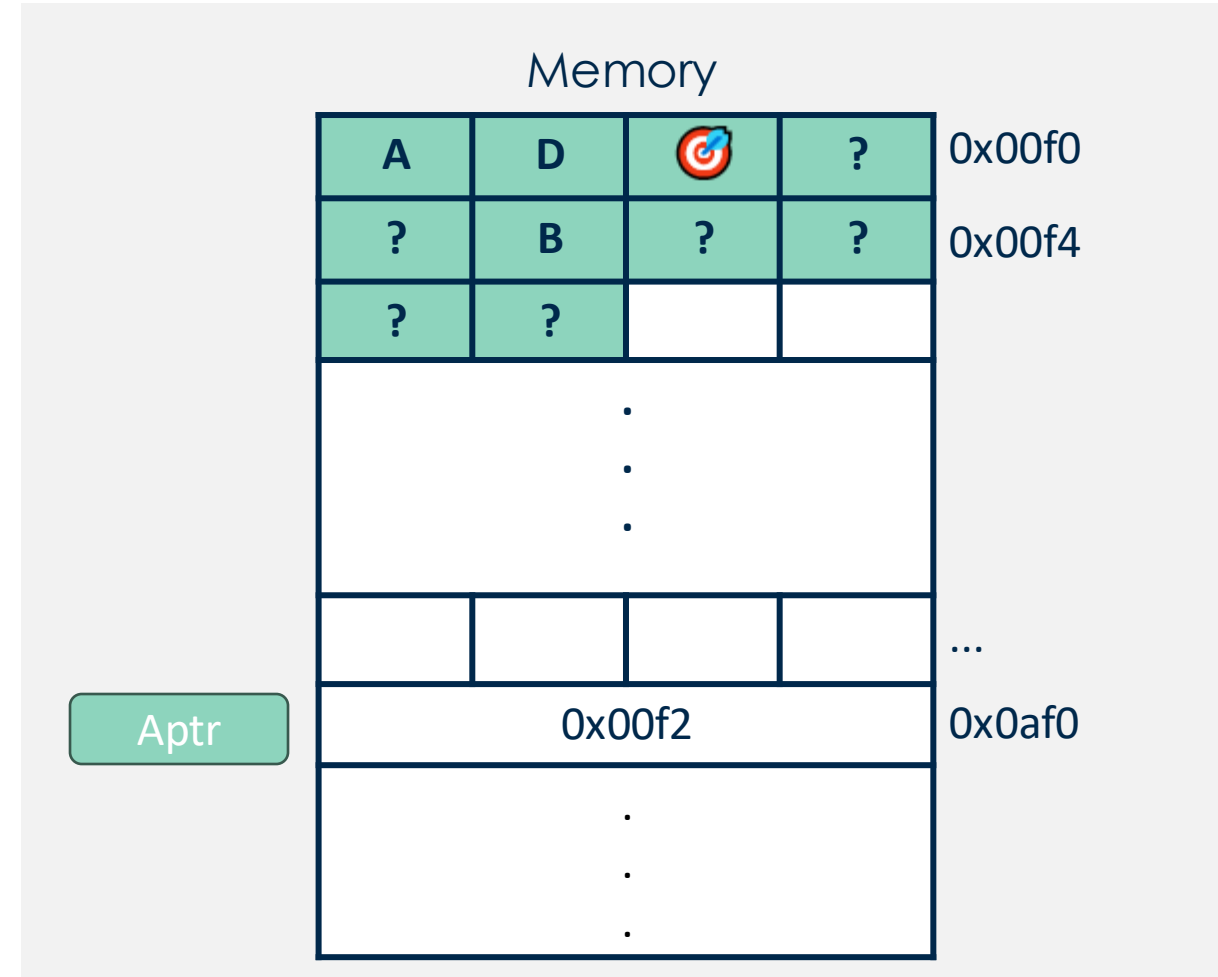 Memory
A D 🎯 ? 0x00f0
? B ? ? 0x00f4
? ?
.
.
.
...
Aptr 0x00f2 0x0af0
.
.
.